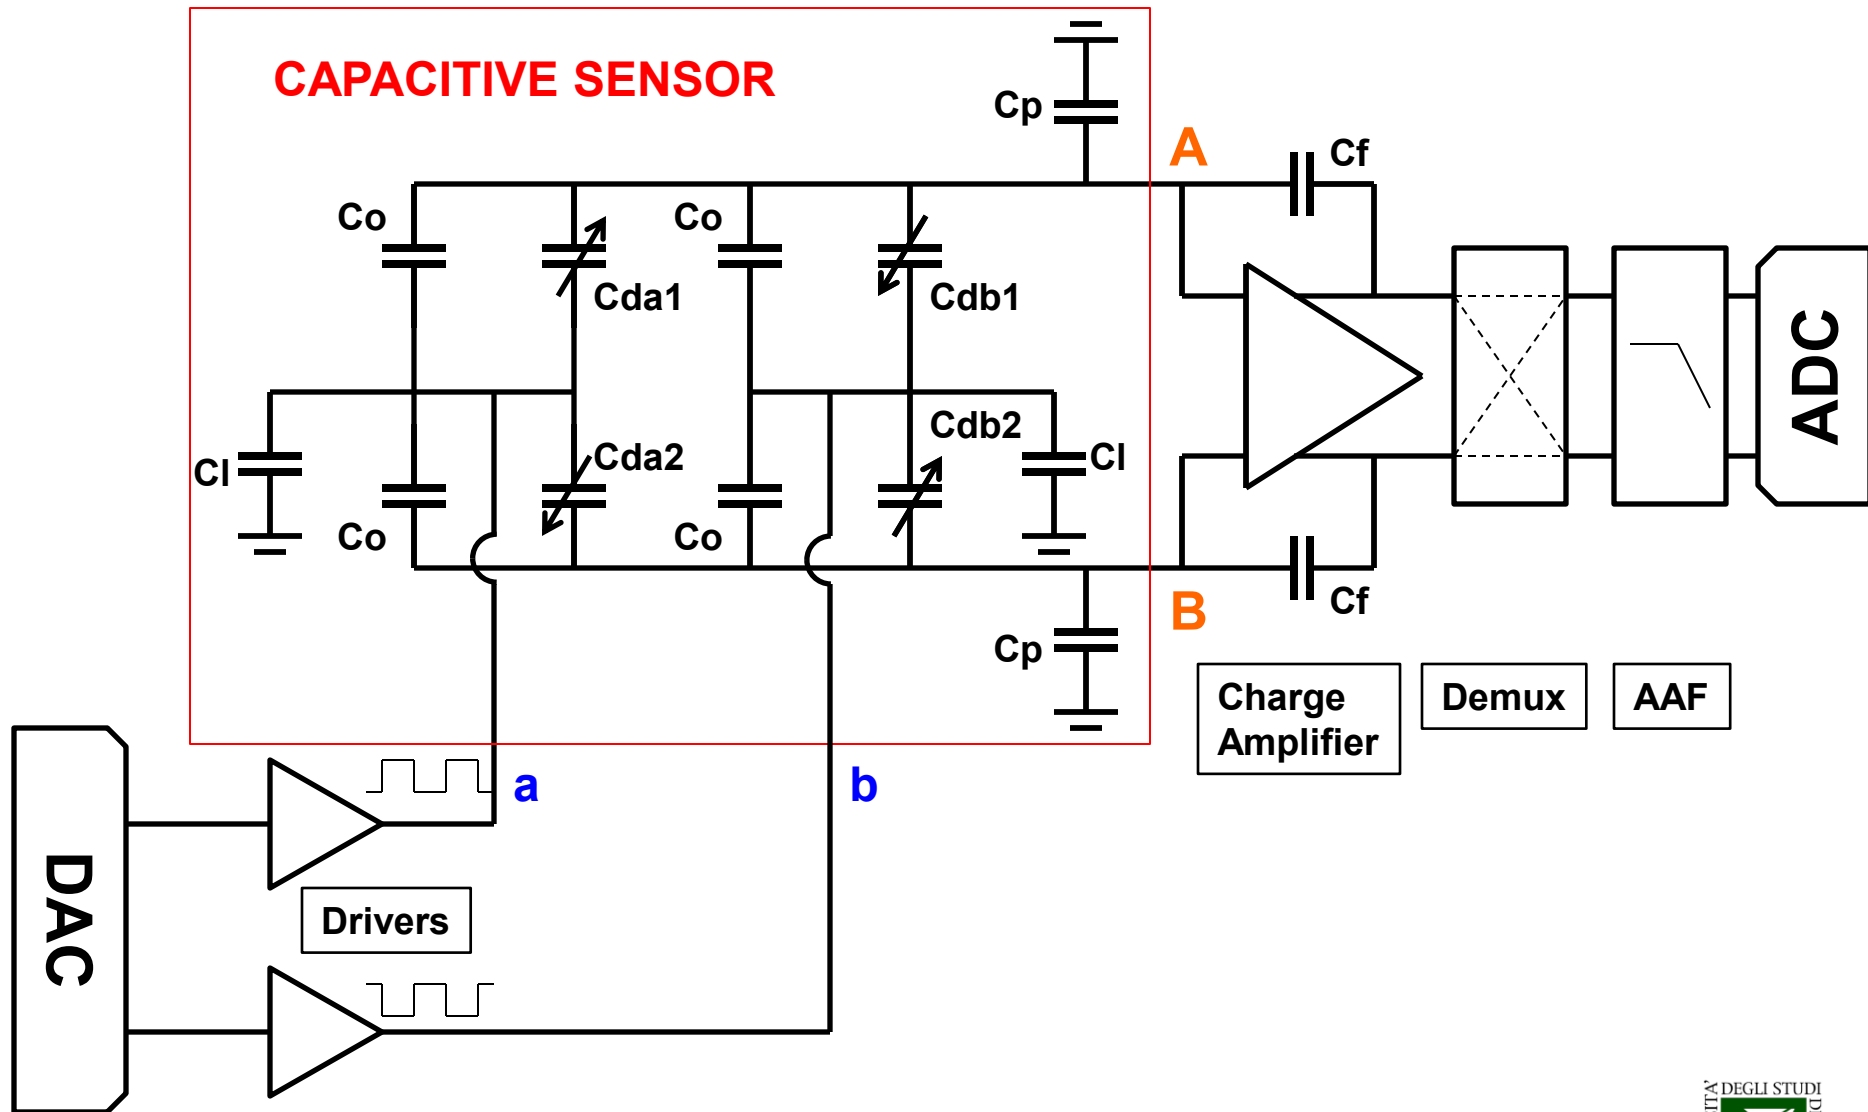 CAPACITIVE SENSOR
Cp
A
Cf
Co
Co
Cda1
Cdb1
ADC
Cda2
Cdb2
Cl
Cl
Co
Co
B
Cf
Cp
Charge
Amplifier
Demux
AAF
a
b
DAC
Drivers
DEGLI STUDI